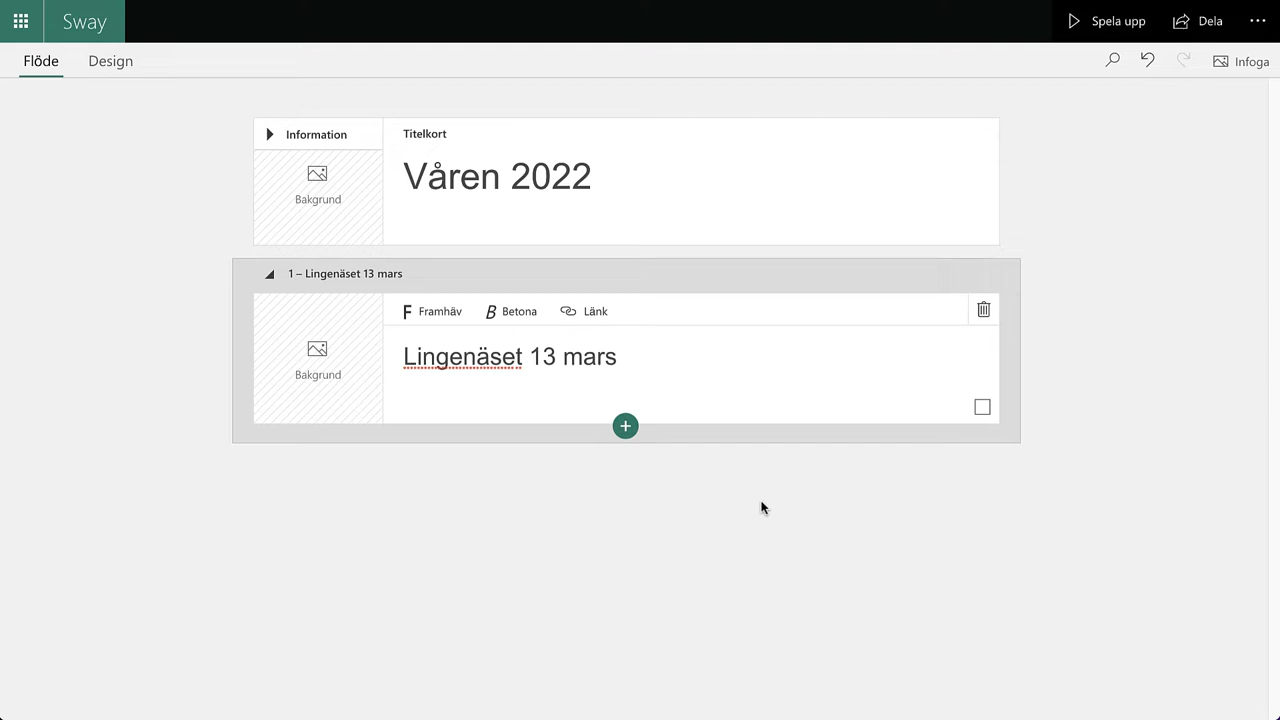 Sway
Spela upp
Dela
Flöde
Design
Infoga
Information
Titelkort
Bakgrund
Våren 2022
1 – Lingenäset 13 mars
F Framhäv
B Betona
Länk
Bakgrund
Lingenäset 13 mars